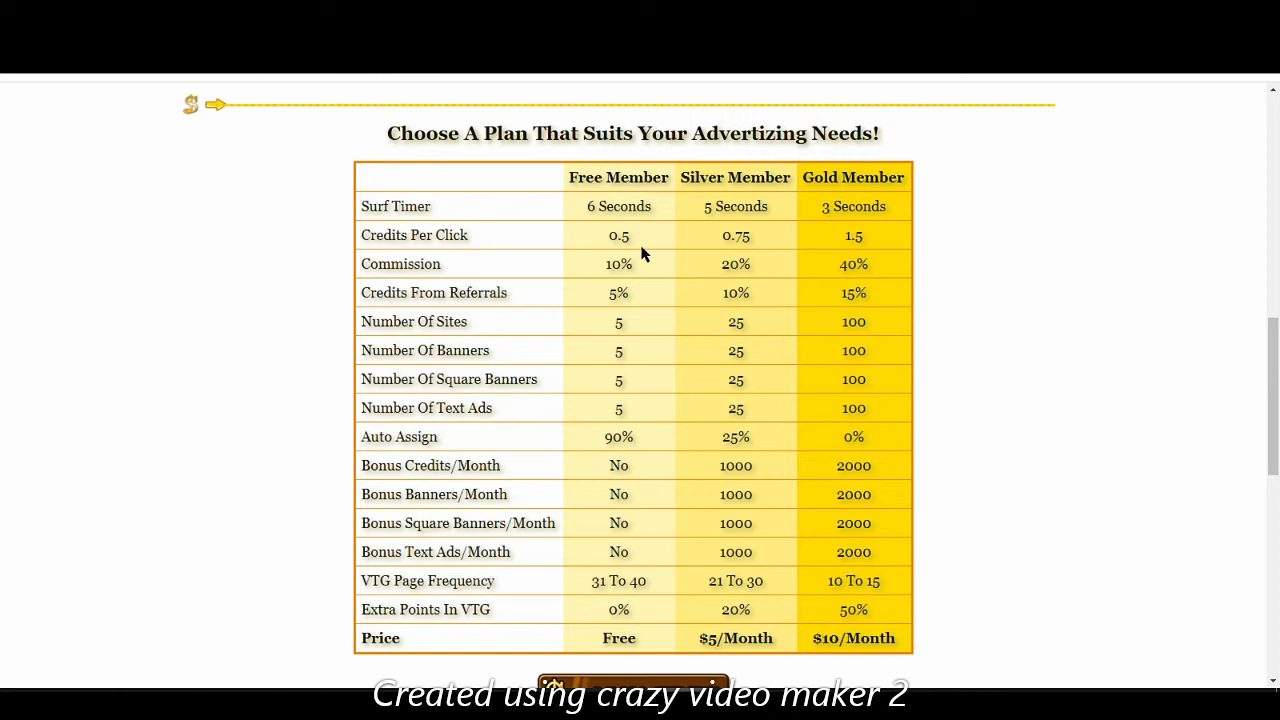 Choose A Plan That Suits Your Advertizing Needs!
Free Member Silver Member Gold Member
Surf Timer 6 Seconds 5 Seconds 3 Seconds
Credits Per Click 0.5 0.75 1.5
Commission 10% 20% 40%
Credits From Referrals 5% 10% 15%
Number Of Sites 5 25 100
Number Of Banners 5 25 100
Number Of Square Banners 5 25 100
Number Of Text Ads 5 25 100
Auto Assign 90% 25% 0%
Bonus Credits/Month No 1000 2000
Bonus Banners/Month No 1000 2000
Bonus Square Banners/Month No 1000 2000
Bonus Text Ads/Month No 1000 2000
VTG Page Frequency 31 To 40 21 To 30 10 To 15
Extra Points In VTG 0% 20% 50%
Price Free $5/Month $10/Month
Created using crazy video maker 2